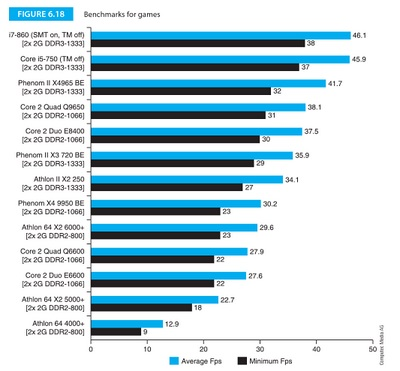 FIGURE 6.18 Benchmarks for games
i7-860 (SMT on, TM off)
[2x 2G DDR3-1333]
46.1
38
Core i5-750 (TM off)
[2x 2G DDR3-1333]
45.9
37
Phenom II X4965 BE
[2x 2G DDR3-1333]
41.7
32
Core 2 Quad Q9650
[2x 2G DDR2-1066]
38.1
31
Core 2 Duo E8400
[2x 2G DDR2-1066]
37.5
30
Phenom II X3 720 BE
[2x 2G DDR3-1333]
35.9
29
Athlon II X2 250
[2x 2G DDR3-1333]
34.1
27
Phenom X4 9950 BE
[2x 2G DDR2-1066]
30.2
23
Athlon 64 X2 6000+
[2x 2G DDR2-800]
29.6
23
Core 2 Quad Q6600
[2x 2G DDR2-1066]
27.9
22
Core 2 Duo E6600
[2x 2G DDR2-1066]
27.6
22
Athlon 64 X2 5000+
[2x 2G DDR2-800]
22.7
18
Athlon 64 4000+
[2x 2G DDR2-800]
12.9
9
0 10 20 30 40 50
Average Fps Minimum Fps